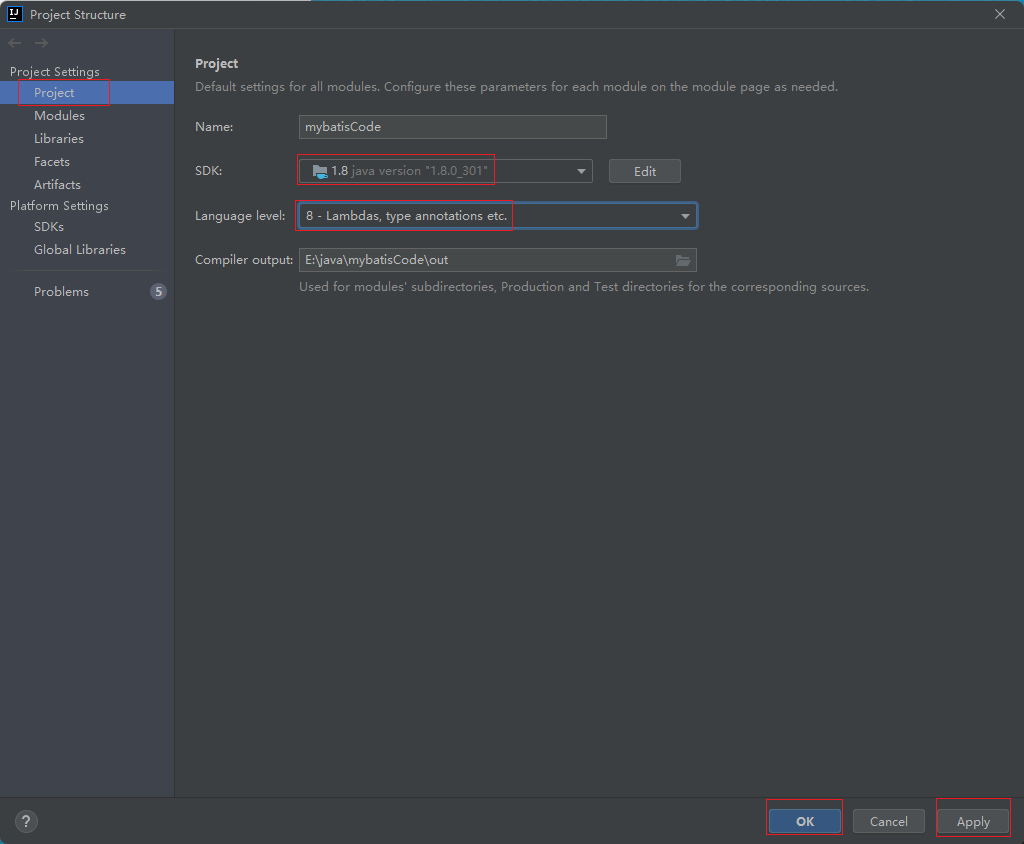 IJ Project Structure
Project Settings
Project
Modules
Libraries
Facets
Artifacts
Platform Settings
SDKs
Global Libraries
Problems 5
Project
Default settings for all modules. Configure these parameters for each module on the module page as needed.
Name: mybatisCode
SDK: 1.8 java version "1.8.0_301" Edit
Language level: 8 - Lambdas, type annotations etc.
Compiler output: E:\java\mybatisCode\out
Used for modules' subdirectories, Production and Test directories for the corresponding sources.
? OK Cancel Apply